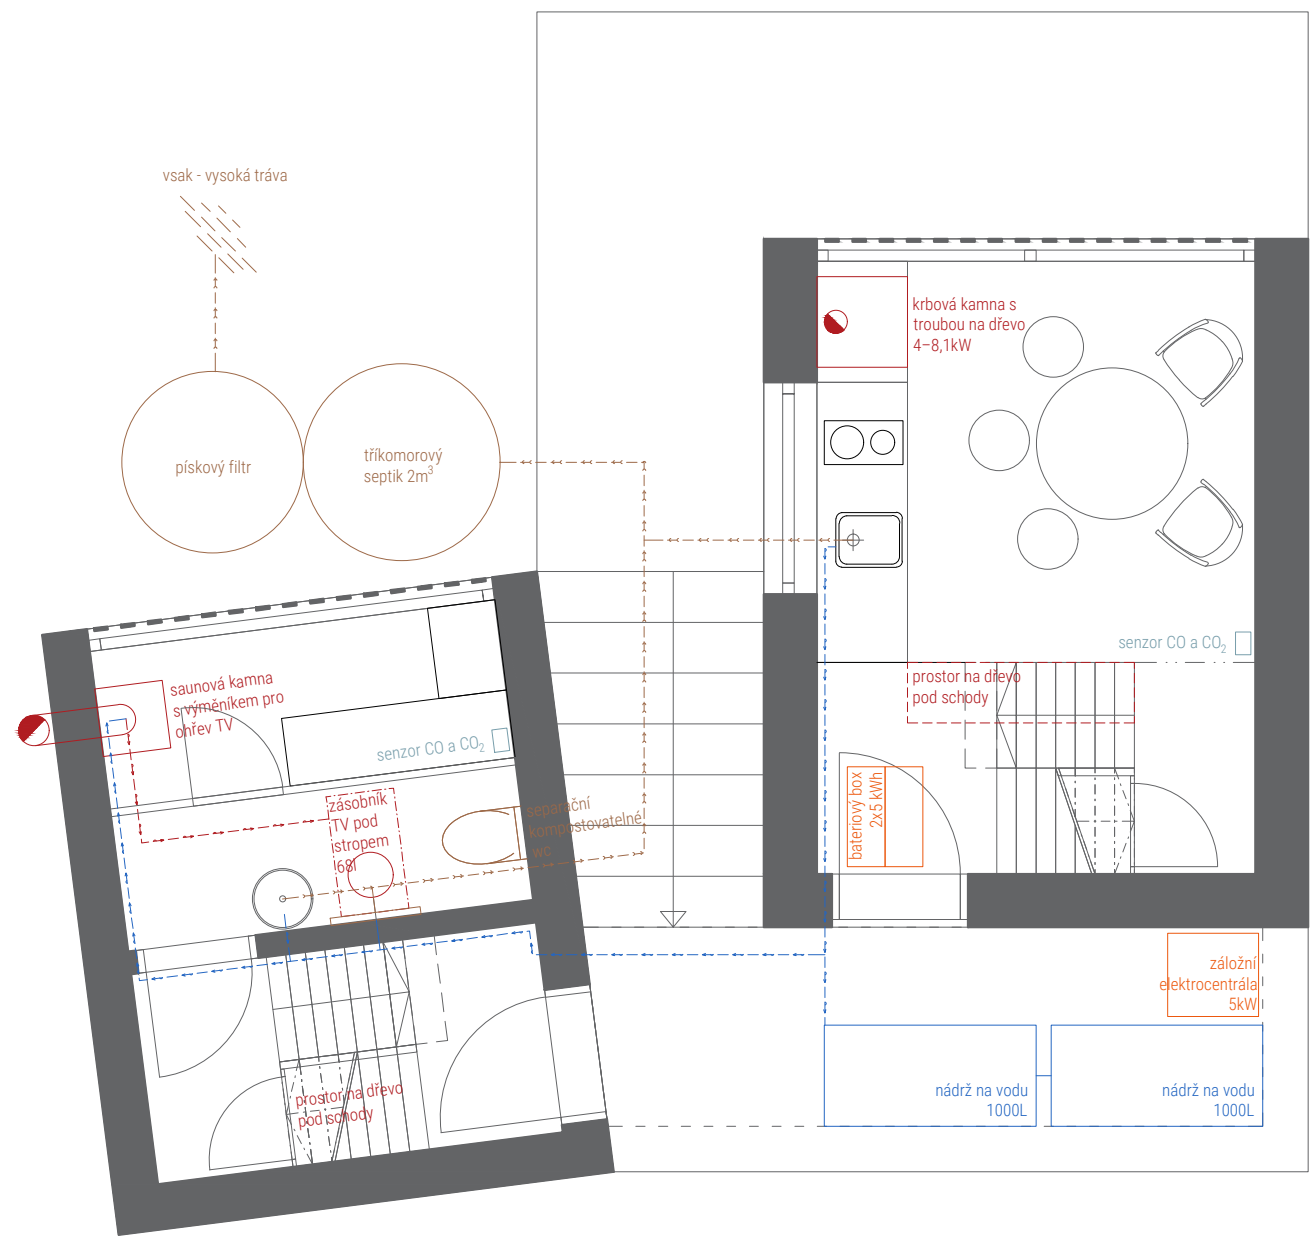 vsak - vysoká tráva
krbová kamna s
troubou na dřevo
4–8,1kW
pískový filtr
tříkomorový
septik 2m³
senzor CO a CO₂
prostor na dřevo
pod schody
saunová kamna
s výměníkem pro
ohřev TV
senzor CO a CO₂
zásobník
TV pod
stropem
68l
separační
kompostovatelné
wc
bateriový box
2x5 kWh
záložní
elektrocentrála
5kW
nádrž na vodu
1000L
nádrž na vodu
1000L
prostor na dřevo
pod schody